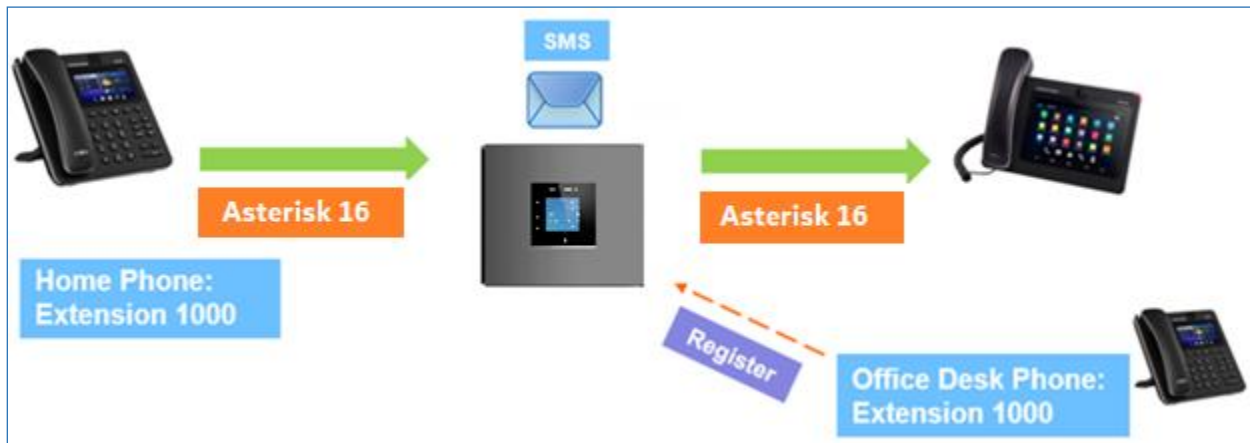 SMS
Asterisk 16
Asterisk 16
Home Phone:
Extension 1000
Register
Office Desk Phone:
Extension 1000